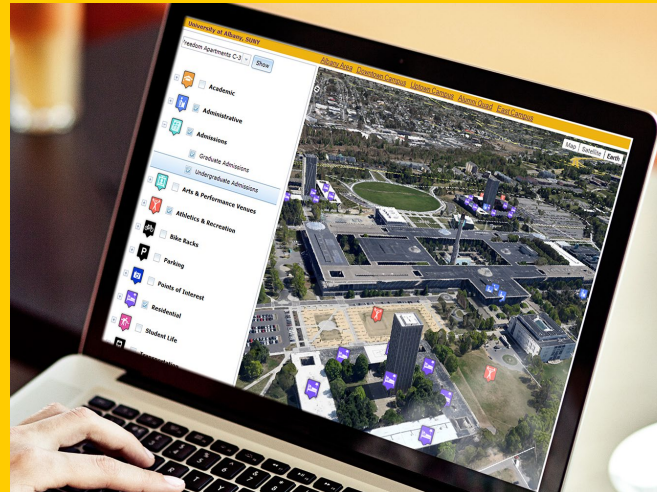 University at Albany, SUNY
Freedom Apartments C-3
Show
Albany Area Downtown Campus Uptown Campus Alumni Quad East Campus
Map Satellite Earth
Academic
Administrative
Admissions
Graduate Admissions
Undergraduate Admissions
Arts & Performance Venues
Athletics & Recreation
Bike Racks
P
Parking
Points of Interest
Residential
Student Life